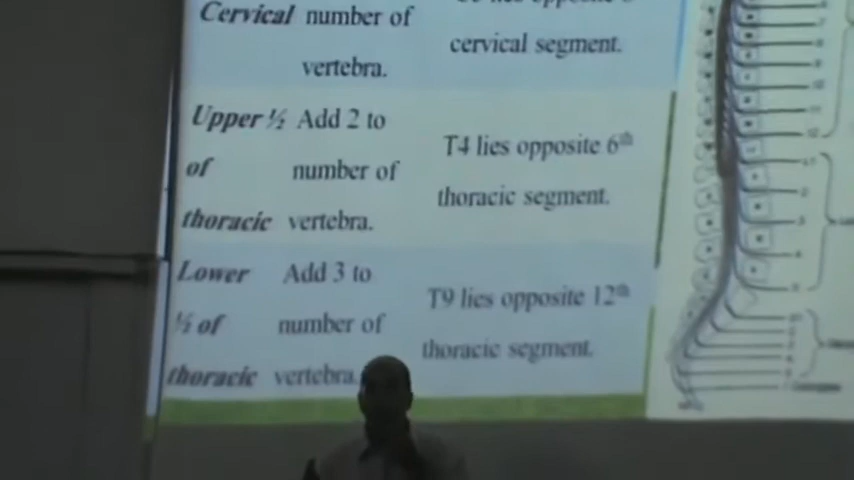 Cervical number of
vertebra.
cervical segment.
Upper ½ Add 2 to
of number of
thoracic vertebra.
T4 lies opposite 6th
thoracic segment.
Lower Add 3 to
½ of number of
thoracic vertebra.
T9 lies opposite 12th
thoracic segment.